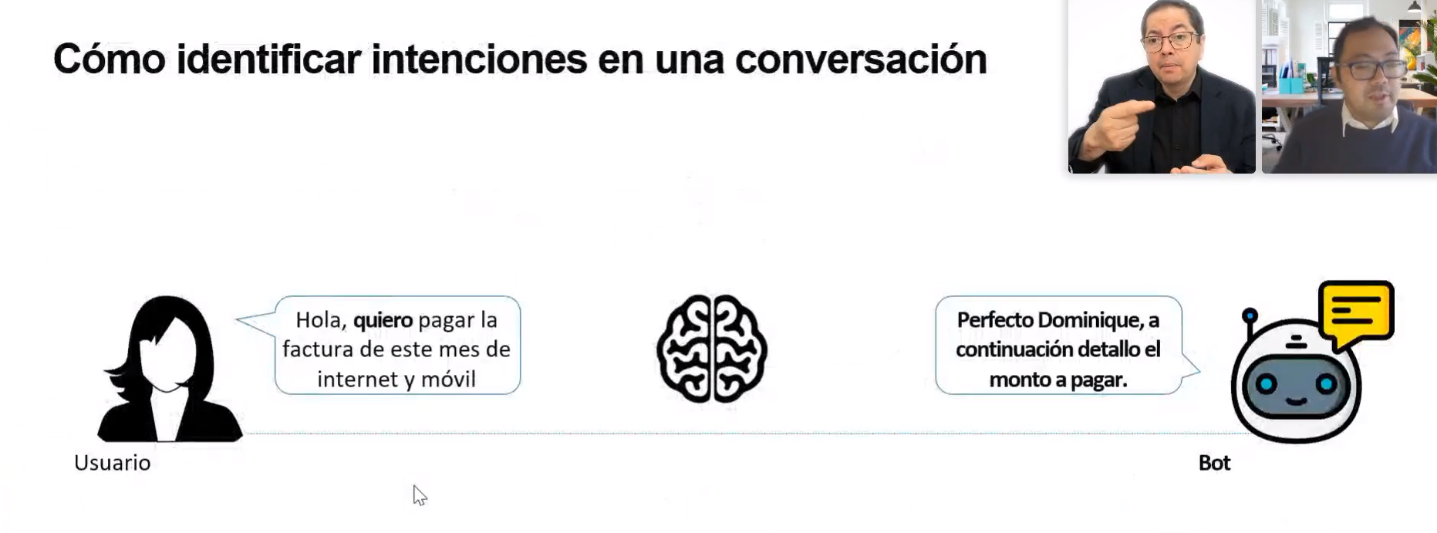 Cómo identificar intenciones en una conversación
Hola, quiero pagar la
factura de este mes de
internet y móvil
Perfecto Dominique, a
continuación detallo el
monto a pagar.
Usuario
Bot